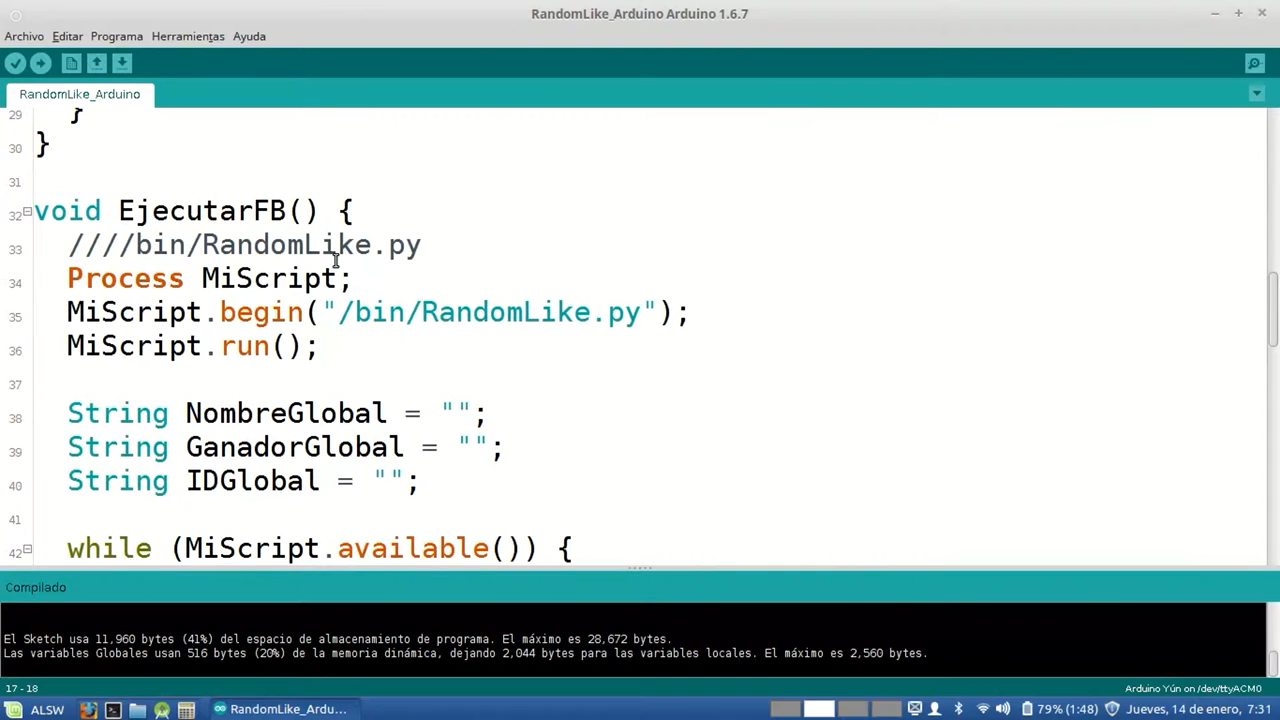 RandomLike_Arduino Arduino 1.6.7
Archivo Editar Programa Herramientas Ayuda
RandomLike_Arduino
29 }
30 }
31
32 void EjecutarFB() {
33 ////bin/RandomLike.py
34 Process MiScript;
35 MiScript.begin("/bin/RandomLike.py");
36 MiScript.run();
37
38 String NombreGlobal = "";
39 String GanadorGlobal = "";
40 String IDGlobal = "";
41
42 while (MiScript.available()) {
Compilado
El Sketch usa 11,960 bytes (41%) del espacio de almacenamiento de programa. El máximo es 28,672 bytes.
Las variables Globales usan 516 bytes (20%) de la memoria dinámica, dejando 2,044 bytes para las variables locales. El máximo es 2,560 bytes.
17 - 18 Arduino Yún on /dev/ttyACM0
ALSW RandomLike_Ardu... 79% (1:48) Jueves, 14 de enero, 7:31